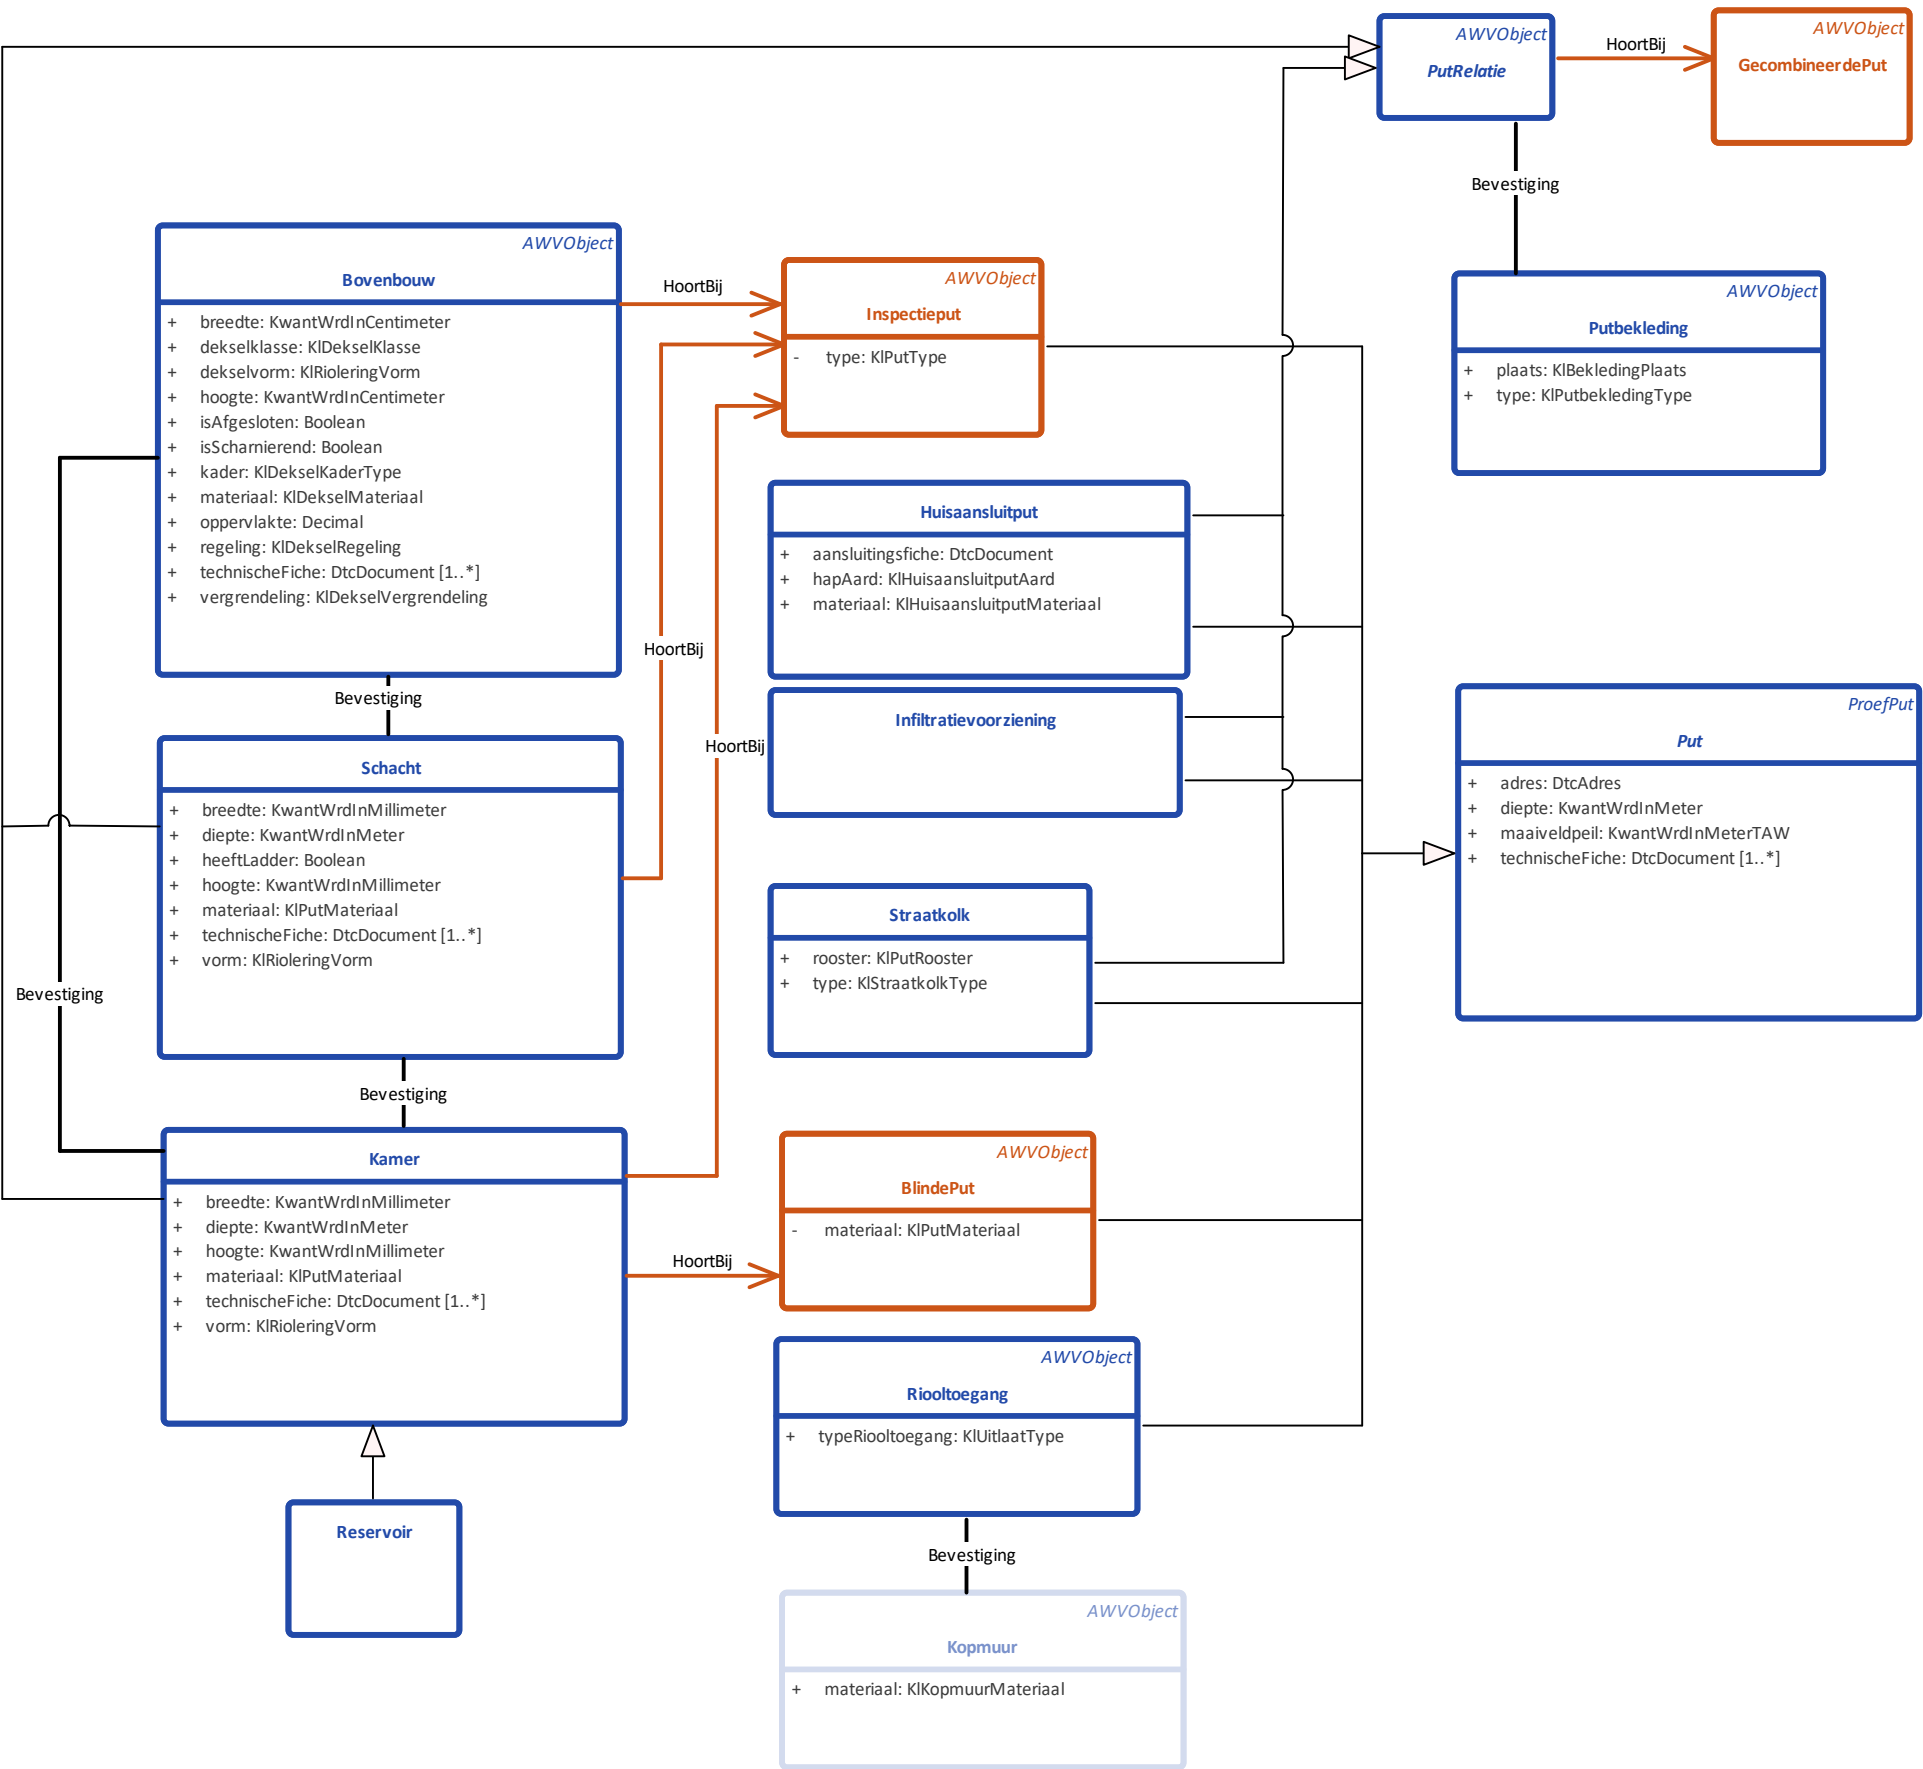 AWVObject
PutRelatie
HoortBij
AWVObject
GecombineerdePut
Bevestiging
AWVObject
Putbekleding
+ plaats: KlBekledingPlaats
+ type: KlPutbekledingType
AWVObject
Bovenbouw
+ breedte: KwantWrdInCentimeter
+ dekselklasse: KlDekselKlasse
+ dekselvorm: KlRioleringVorm
+ hoogte: KwantWrdInCentimeter
+ isAfgesloten: Boolean
+ isScharnierend: Boolean
+ kader: KlDekselKaderType
+ materiaal: KlDekselMateriaal
+ oppervlakte: Decimal
+ regeling: KlDekselRegeling
+ technischeFiche: DtcDocument [1..*]
+ vergrendeling: KlDekselVergrendeling
HoortBij
AWVObject
Inspectieput
- type: KlPutType
Huisaansluitput
+ aansluitingsfiche: DtcDocument
+ hapAard: KlHuisaansluitputAard
+ materiaal: KlHuisaansluitputMateriaal
HoortBij
Bevestiging
Infiltratievoorziening
HoortBij
ProefPut
Put
+ adres: DtcAdres
+ diepte: KwantWrdInMeter
+ maaiveldpeil: KwantWrdInMeterTAW
+ technischeFiche: DtcDocument [1..*]
Schacht
+ breedte: KwantWrdInMillimeter
+ diepte: KwantWrdInMeter
+ heeftLadder: Boolean
+ hoogte: KwantWrdInMillimeter
+ materiaal: KlPutMateriaal
+ technischeFiche: DtcDocument [1..*]
+ vorm: KlRioleringVorm
Straatkolk
+ rooster: KlPutRooster
+ type: KlStraatkolkType
Bevestiging
Bevestiging
Kamer
+ breedte: KwantWrdInMillimeter
+ diepte: KwantWrdInMeter
+ hoogte: KwantWrdInMillimeter
+ materiaal: KlPutMateriaal
+ technischeFiche: DtcDocument [1..*]
+ vorm: KlRioleringVorm
HoortBij
AWVObject
BlindePut
- materiaal: KlPutMateriaal
AWVObject
Riooltoegang
+ typeRiooltoegang: KlUitlaatType
Reservoir
Bevestiging
AWVObject
Kopmuur
+ materiaal: KlKopmuurMateriaal